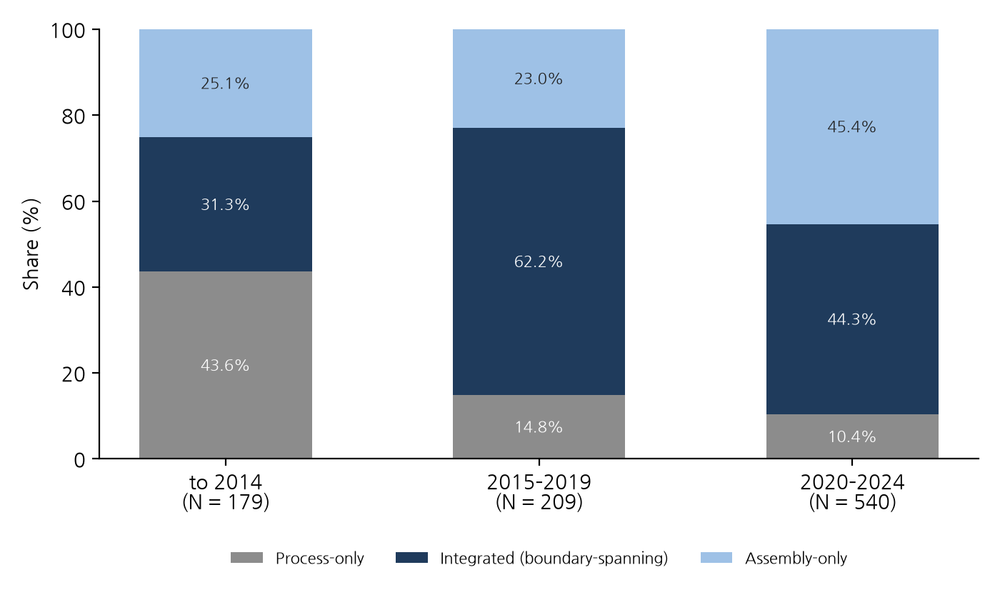 100
80
60
40
20
0
Share (%)
25.1%
31.3%
43.6%
23.0%
62.2%
14.8%
45.4%
44.3%
10.4%
to 2014
(N = 179)
2015-2019
(N = 209)
2020-2024
(N = 540)
Process-only
Integrated (boundary-spanning)
Assembly-only